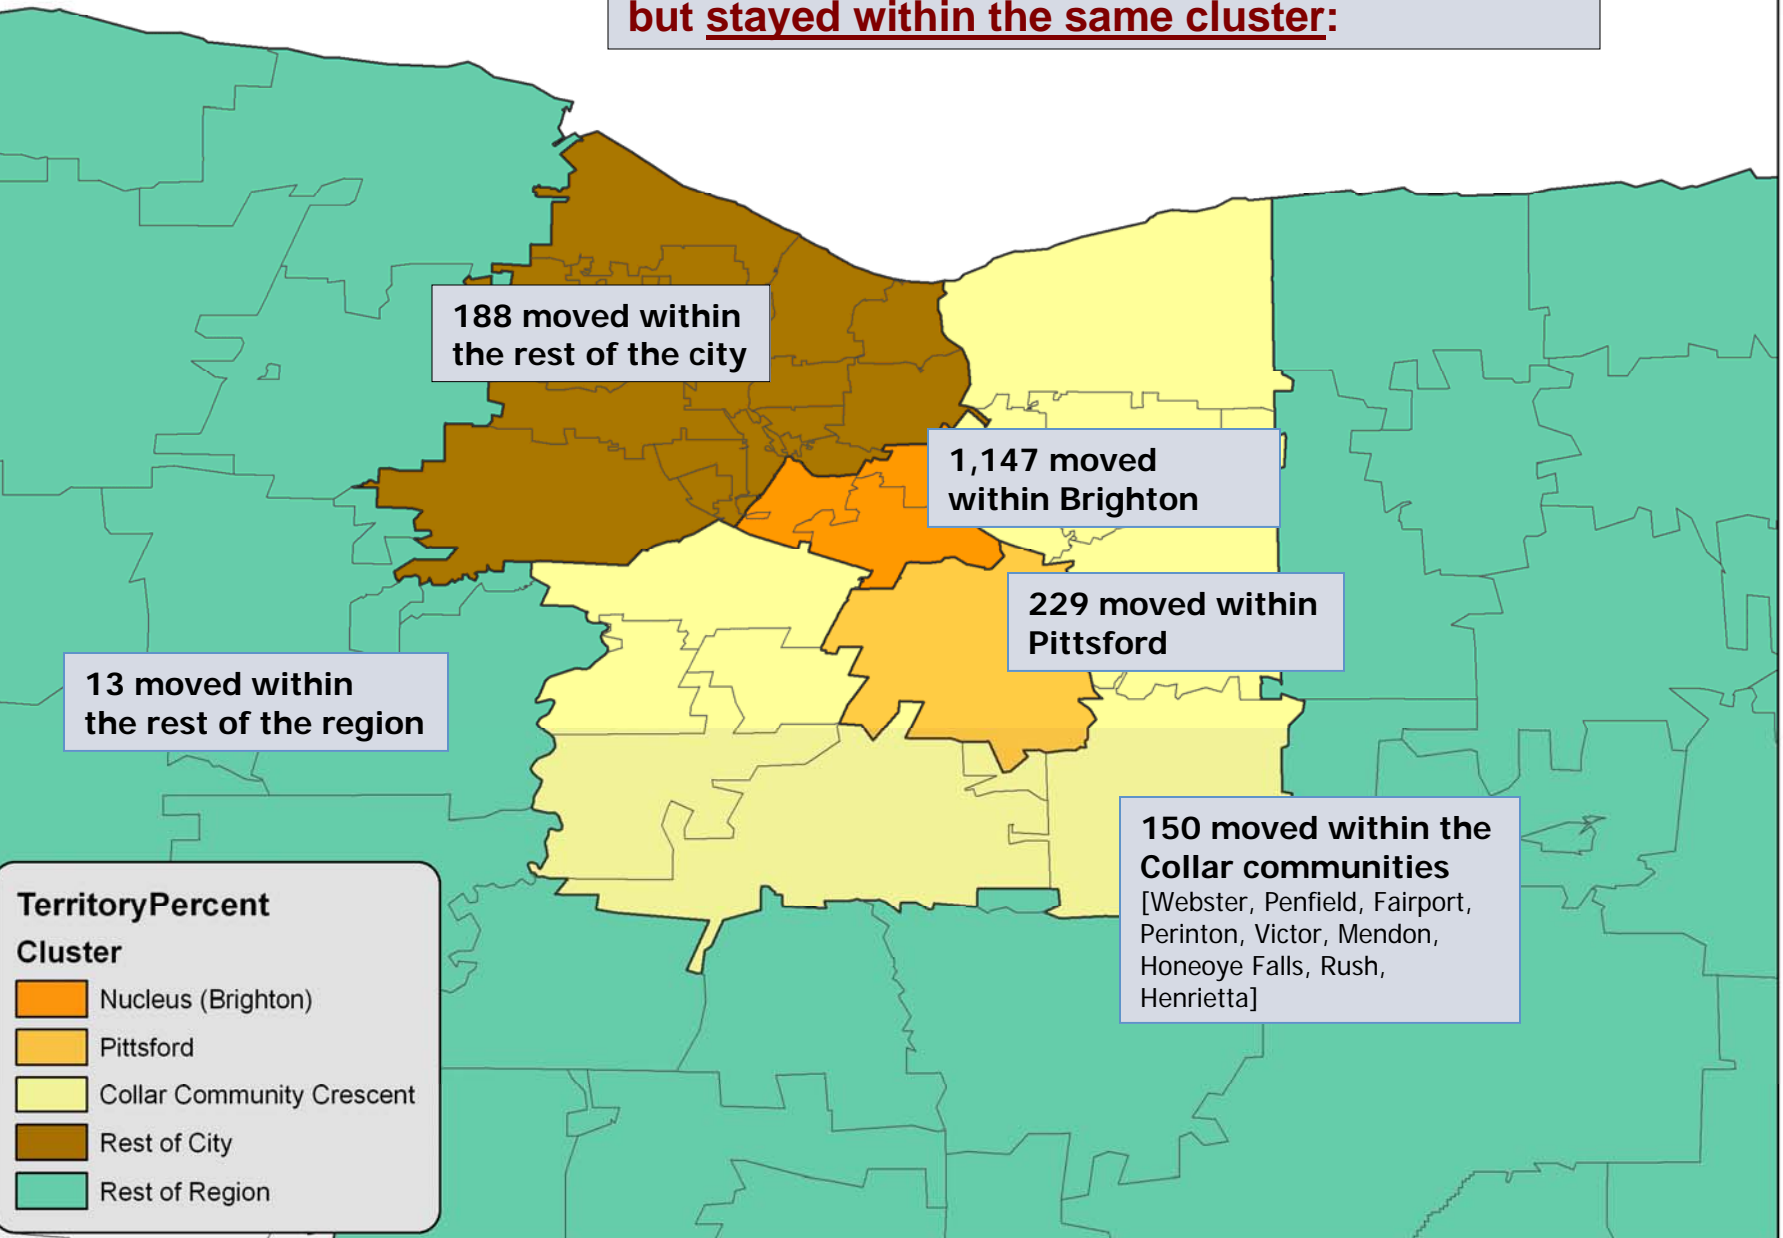 but stayed within the same cluster:
188 moved within
the rest of the city
1,147 moved
within Brighton
229 moved within
Pittsford
13 moved within
the rest of the region
150 moved within the
Collar communities
[Webster, Penfield, Fairport,
Perinton, Victor, Mendon,
Honeoye Falls, Rush,
Henrietta]
TerritoryPercent
Cluster
Nucleus (Brighton)
Pittsford
Collar Community Crescent
Rest of City
Rest of Region